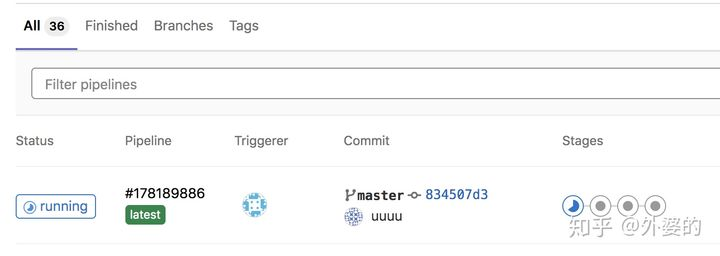 All 36 Finished Branches Tags
Filter pipelines
Status Pipeline Triggerer Commit Stages
running #178189886 master 834507d3
latest uuuu
知乎 @外婆的